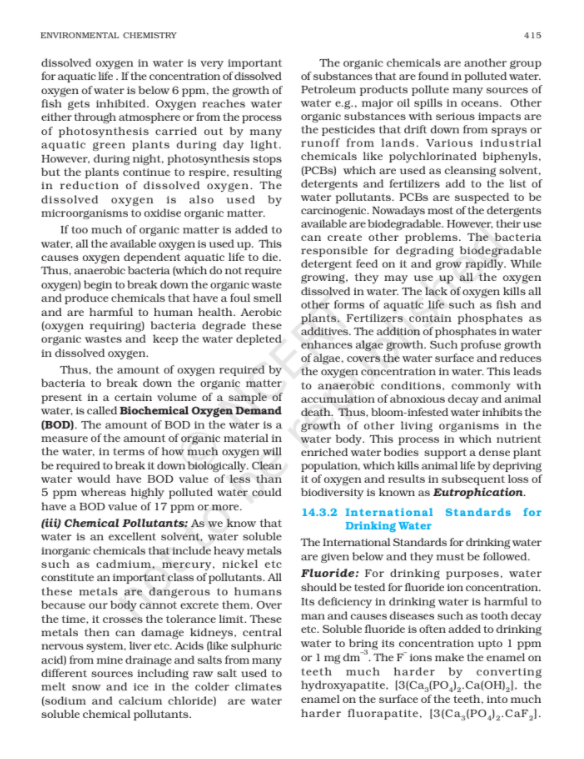 ENVIRONMENTAL CHEMISTRY 415
dissolved oxygen in water is very important
for aquatic life . If the concentration of dissolved
oxygen of water is below 6 ppm, the growth of
fish gets inhibited. Oxygen reaches water
either through atmosphere or from the process
of photosynthesis carried out by many
aquatic green plants during day light.
However, during night, photosynthesis stops
but the plants continue to respire, resulting
in reduction of dissolved oxygen. The
dissolved oxygen is also used by
microorganisms to oxidise organic matter.
If too much of organic matter is added to
water, all the available oxygen is used up. This
causes oxygen dependent aquatic life to die.
Thus, anaerobic bacteria (which do not require
oxygen) begin to break down the organic waste
and produce chemicals that have a foul smell
and are harmful to human health. Aerobic
(oxygen requiring) bacteria degrade these
organic wastes and keep the water depleted
in dissolved oxygen.
Thus, the amount of oxygen required by
bacteria to break down the organic matter
present in a certain volume of a sample of
water, is called Biochemical Oxygen Demand
(BOD). The amount of BOD in the water is a
measure of the amount of organic material in
the water, in terms of how much oxygen will
be required to break it down biologically. Clean
water would have BOD value of less than
5 ppm whereas highly polluted water could
have a BOD value of 17 ppm or more.
(iii) Chemical Pollutants: As we know that
water is an excellent solvent, water soluble
inorganic chemicals that include heavy metals
such as cadmium, mercury, nickel etc
constitute an important class of pollutants. All
these metals are dangerous to humans
because our body cannot excrete them. Over
the time, it crosses the tolerance limit. These
metals then can damage kidneys, central
nervous system, liver etc. Acids (like sulphuric
acid) from mine drainage and salts from many
different sources including raw salt used to
melt snow and ice in the colder climates
(sodium and calcium chloride) are water
soluble chemical pollutants.
The organic chemicals are another group
of substances that are found in polluted water.
Petroleum products pollute many sources of
water e.g., major oil spills in oceans. Other
organic substances with serious impacts are
the pesticides that drift down from sprays or
runoff from lands. Various industrial
chemicals like polychlorinated biphenyls,
(PCBs) which are used as cleansing solvent,
detergents and fertilizers add to the list of
water pollutants. PCBs are suspected to be
carcinogenic. Nowadays most of the detergents
available are biodegradable. However, their use
can create other problems. The bacteria
responsible for degrading biodegradable
detergent feed on it and grow rapidly. While
growing, they may use up all the oxygen
dissolved in water. The lack of oxygen kills all
other forms of aquatic life such as fish and
plants. Fertilizers contain phosphates as
additives. The addition of phosphates in water
enhances algae growth. Such profuse growth
of algae, covers the water surface and reduces
the oxygen concentration in water. This leads
to anaerobic conditions, commonly with
accumulation of abnoxious decay and animal
death. Thus, bloom-infested water inhibits the
growth of other living organisms in the
water body. This process in which nutrient
enriched water bodies support a dense plant
population, which kills animal life by depriving
it of oxygen and results in subsequent loss of
biodiversity is known as Eutrophication.
14.3.2 International Standards for
Drinking Water
The International Standards for drinking water
are given below and they must be followed.
Fluoride: For drinking purposes, water
should be tested for fluoride ion concentration.
Its deficiency in drinking water is harmful to
man and causes diseases such as tooth decay
etc. Soluble fluoride is often added to drinking
water to bring its concentration upto 1 ppm
or 1 mg dm⁻³. The F⁻ ions make the enamel on
teeth much harder by converting
hydroxyapatite, [3(Ca₃(PO₄)₂.Ca(OH)₂], the
enamel on the surface of the teeth, into much
harder fluorapatite, [3(Ca₃(PO₄)₂.CaF₂].